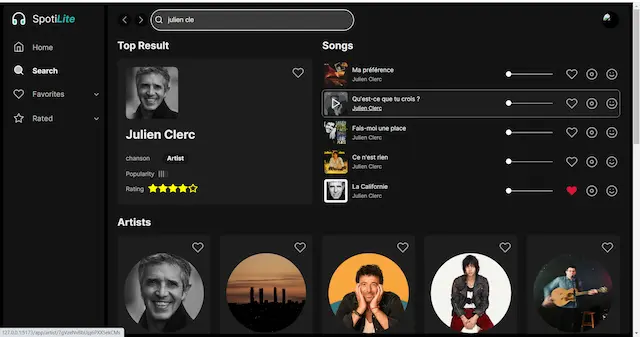 SpotiLite
julien cle
Home
Search
Favorites
Rated
Top Result
Julien Clerc
chanson Artist
Popularity
Rating
Songs
Ma préférence
Julien Clerc
Qu'est-ce que tu crois ?
Julien Clerc
Fais-moi une place
Julien Clerc
Ce n'est rien
Julien Clerc
La Californie
Julien Clerc
Artists